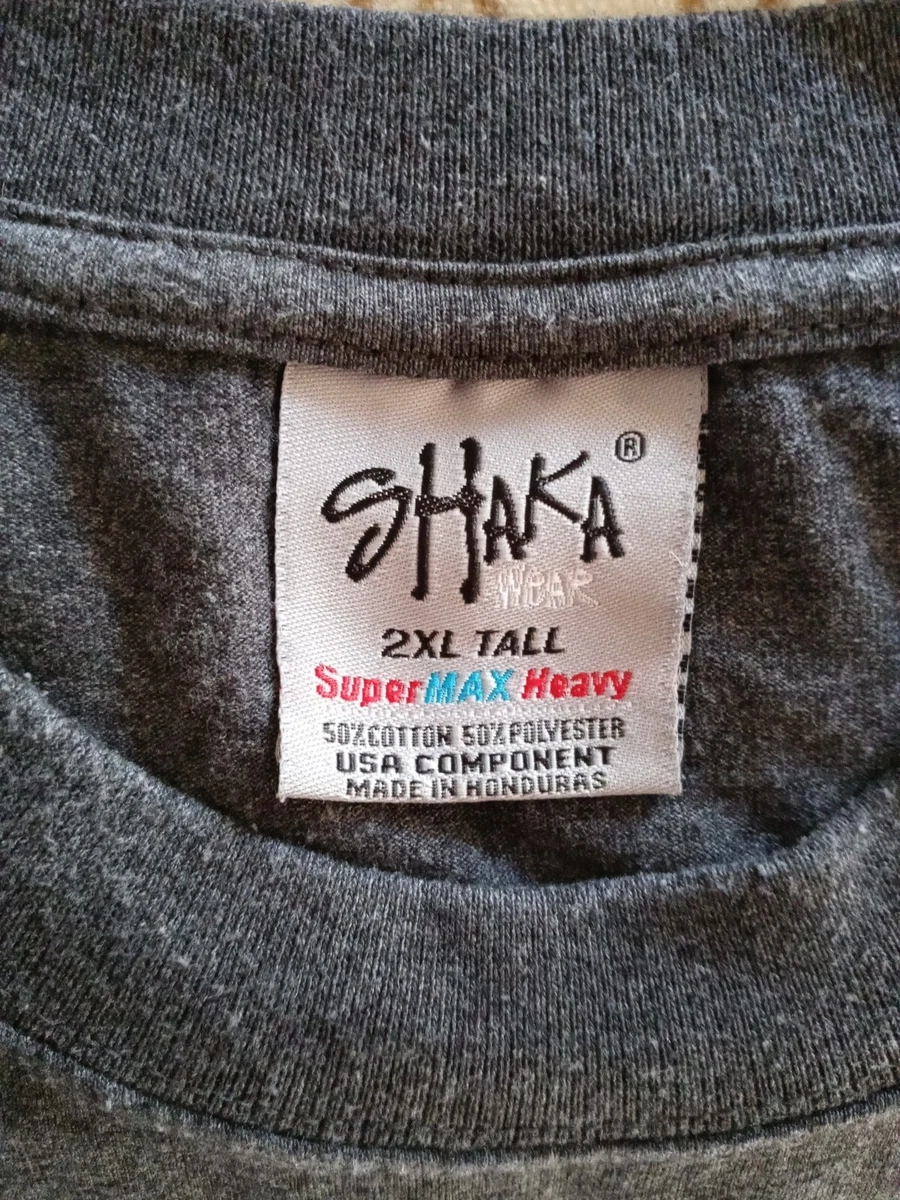 SHAKA ®
WEAR
2XL TALL
SuperMAX Heavy
50%COTTON 50%POLYESTER
USA COMPONENT
MADE IN HONDURAS